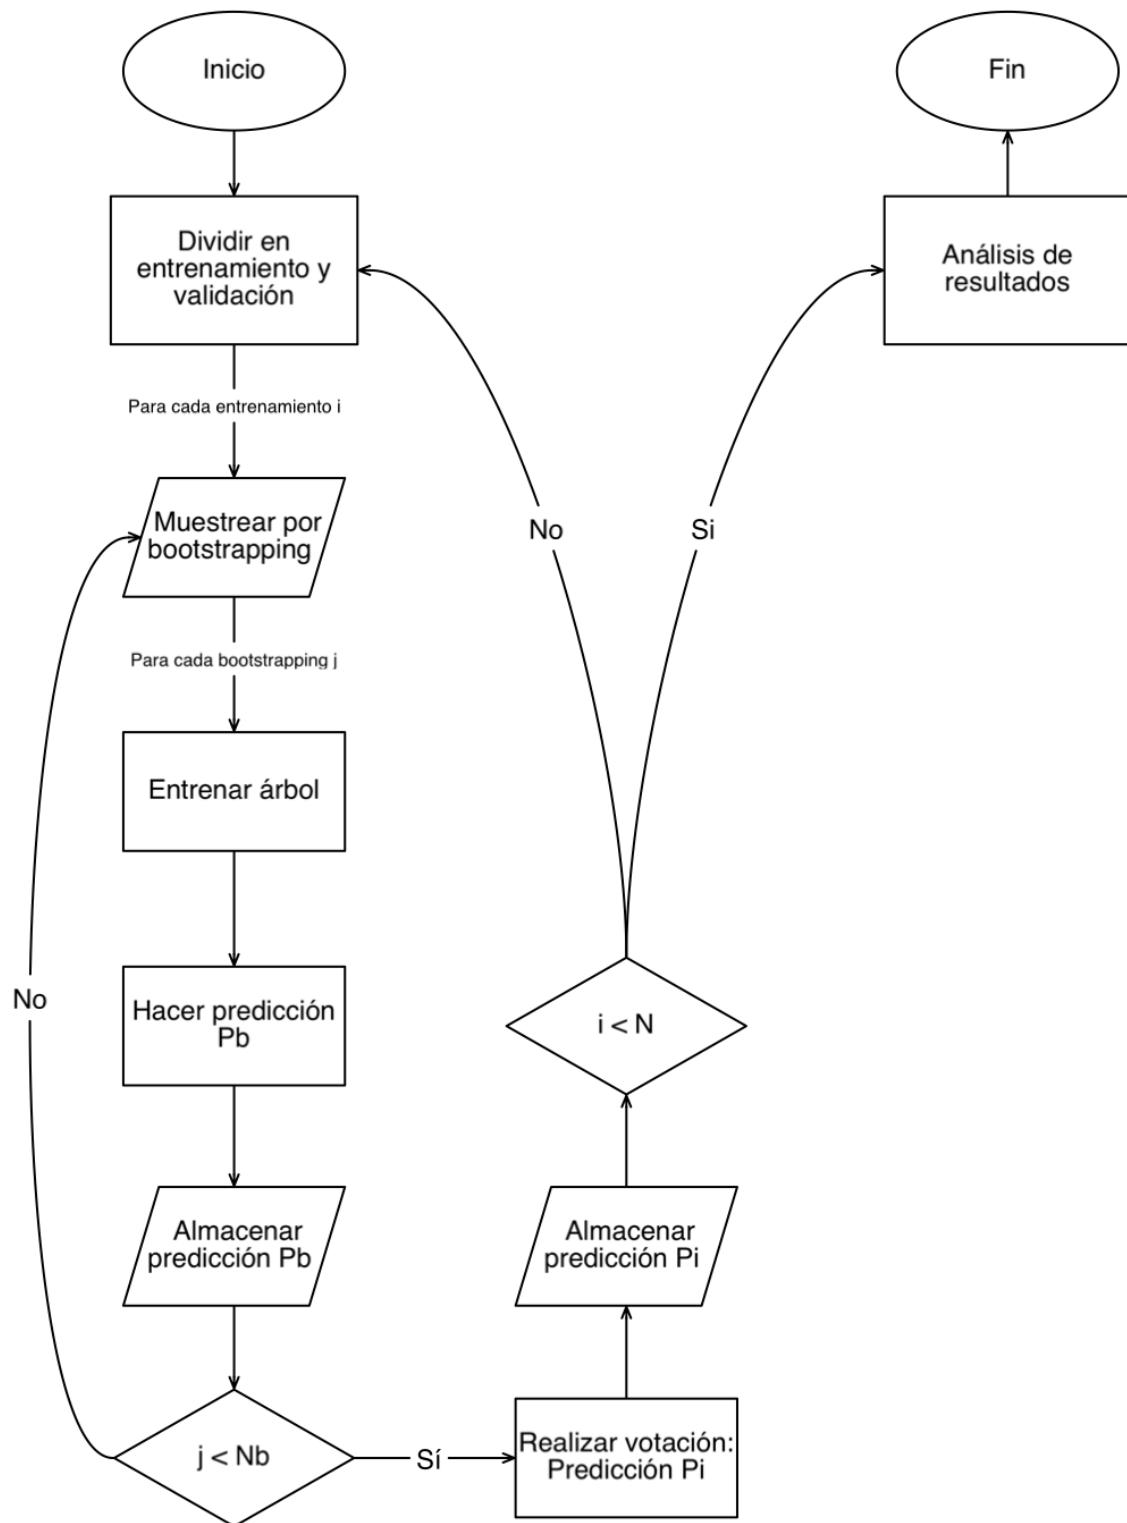 Inicio
Dividir en
entrenamiento y
validación
Para cada entrenamiento i
Muestrear por
bootstrapping
Para cada bootstrapping j
Entrenar árbol
Hacer predicción
Pb
Almacenar
predicción Pb
j < Nb
No
Sí
Realizar votación:
Predicción Pi
Almacenar
predicción Pi
i < N
No
Si
Análisis de
resultados
Fin